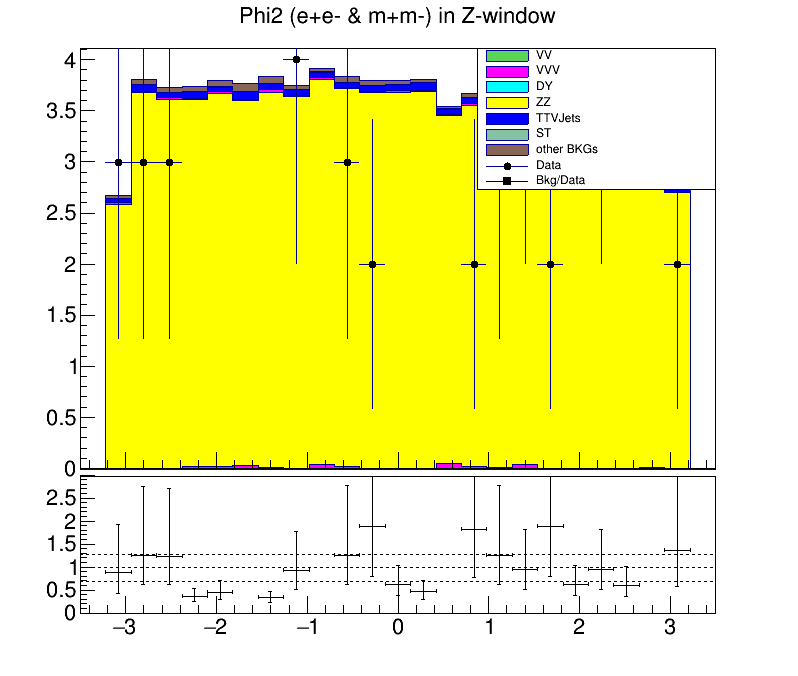 Phi2 (e+e- & m+m-) in Z-window
4
3.5
3
2.5
2
1.5
1
0.5
0
VV
VVV
DY
ZZ
TTVJets
ST
other BKGs
Data
Bkg/Data
2.5
2
1.5
1
0.5
0
−3 −2 −1 0 1 2 3